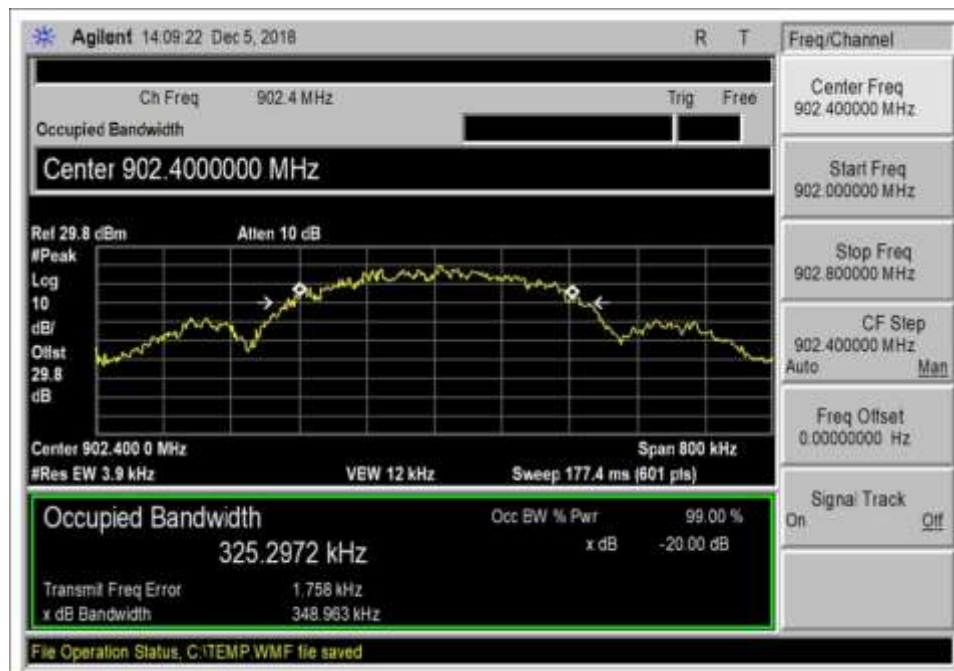 Agilent 14:09:22 Dec 5, 2018 R T
Ch Freq 902.4 MHz Trig Free
Occupied Bandwidth
Center 902.4000000 MHz
Ref 29.8 dBm Atten 10 dB
#Peak
Log
10
dB/
Offst
29.8
dB
Center 902.400 0 MHz Span 800 kHz
#Res EW 3.9 kHz VEW 12 kHz Sweep 177.4 ms (601 pts)
Occupied Bandwidth Occ BW % Pwr 99.00 %
325.2972 kHz x dB -20.00 dB
Transmit Freq Error 1.758 kHz
x dB Bandwidth 348.963 kHz
File Operation Status, C:\TEMP.WMF file saved
Freq/Channel
Center Freq
902.400000 MHz
Start Freq
902.000000 MHz
Stop Freq
902.800000 MHz
CF Step
902.400000 MHz
Auto Man
Freq Offset
0.00000000 Hz
Signal Track
On Off